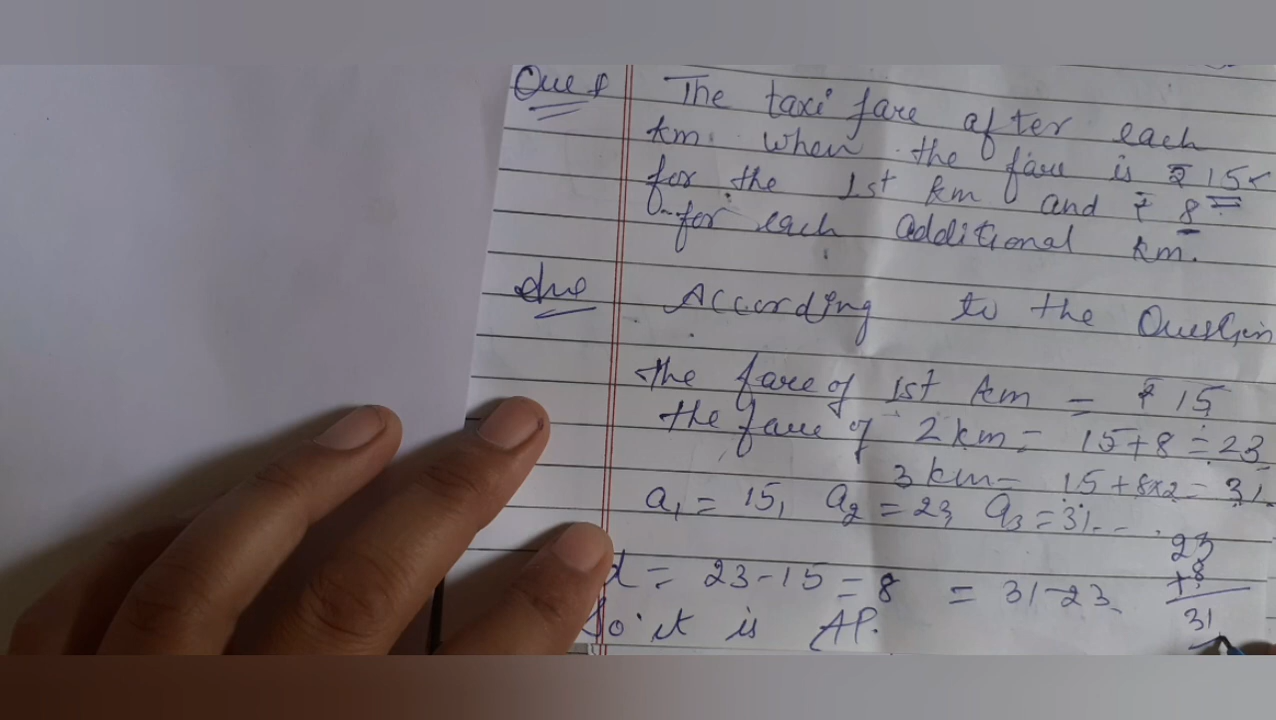 Ques The taxi fare after each
km. when the fare is ₹ 15
for the 1st km and ₹ 8
for each additional km.
Ans According to the Question
the fare of 1st km = ₹ 15
the fare of 2 km = 15+8 = 23
3 km = 15 + 8×2 = 31
a₁ = 15, a₂ = 23, a₃ = 31...
d = 23-15 = 8 = 31-23
So it is AP.
23
+8
31